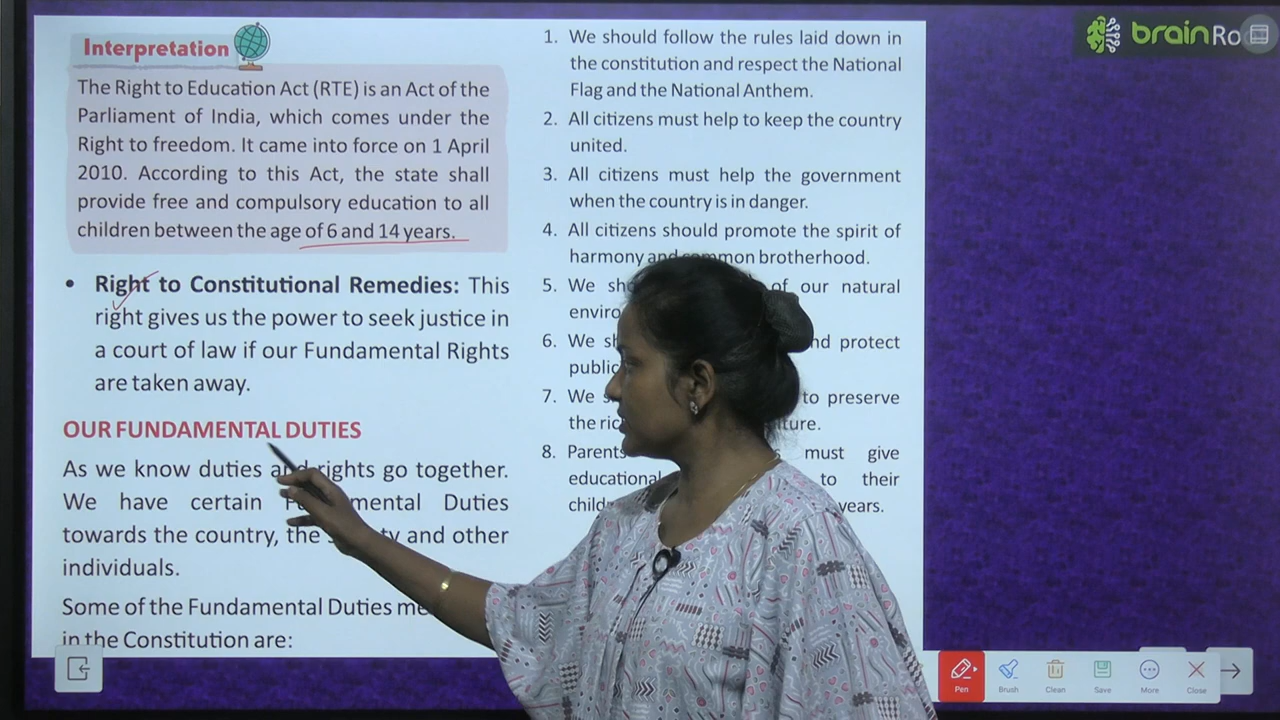 Interpretation
The Right to Education Act (RTE) is an Act of the
Parliament of India, which comes under the
Right to freedom. It came into force on 1 April
2010. According to this Act, the state shall
provide free and compulsory education to all
children between the age of 6 and 14 years.
• Right to Constitutional Remedies: This
right gives us the power to seek justice in
a court of law if our Fundamental Rights
are taken away.
OUR FUNDAMENTAL DUTIES
As we know duties and rights go together.
We have certain Fundamental Duties
towards the country, the and other
individuals.
Some of the Fundamental Duties
in the Constitution are:
1. We should follow the rules laid down in
the constitution and respect the National
Flag and the National Anthem.
2. All citizens must help to keep the country
united.
3. All citizens must help the government
when the country is in danger.
4. All citizens should promote the spirit of
harmony and common brotherhood.
5. We of our natural
6. We and protect
public
7. We to preserve
the
8. Parents must give
educational to their
years.
brain
Pen
Brush
Clean
Save
More
Close